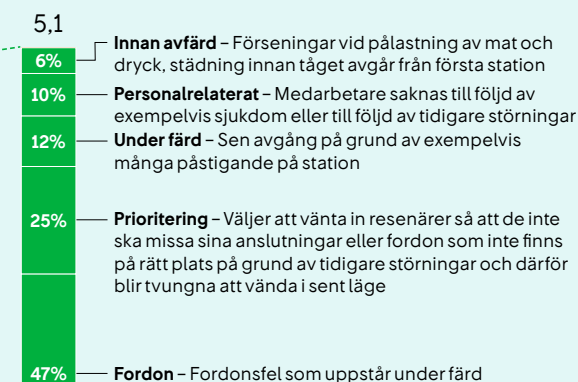 5,1
6%
Innan avfärd – Förseningar vid pålastning av mat och
dryck, städning innan tåget avgår från första station
10%
Personalrelaterat – Medarbetare saknas till följd av
exempelvis sjukdom eller till följd av tidigare störningar
12%
Under färd – Sen avgång på grund av exempelvis
många påstigande på station
25%
Prioritering – Väljer att vänta in resenärer så att de inte
ska missa sina anslutningar eller fordon som inte finns
på rätt plats på grund av tidigare störningar och därför
blir tvungna att vända i sent läge
47%
Fordon – Fordonsfel som uppstår under färd